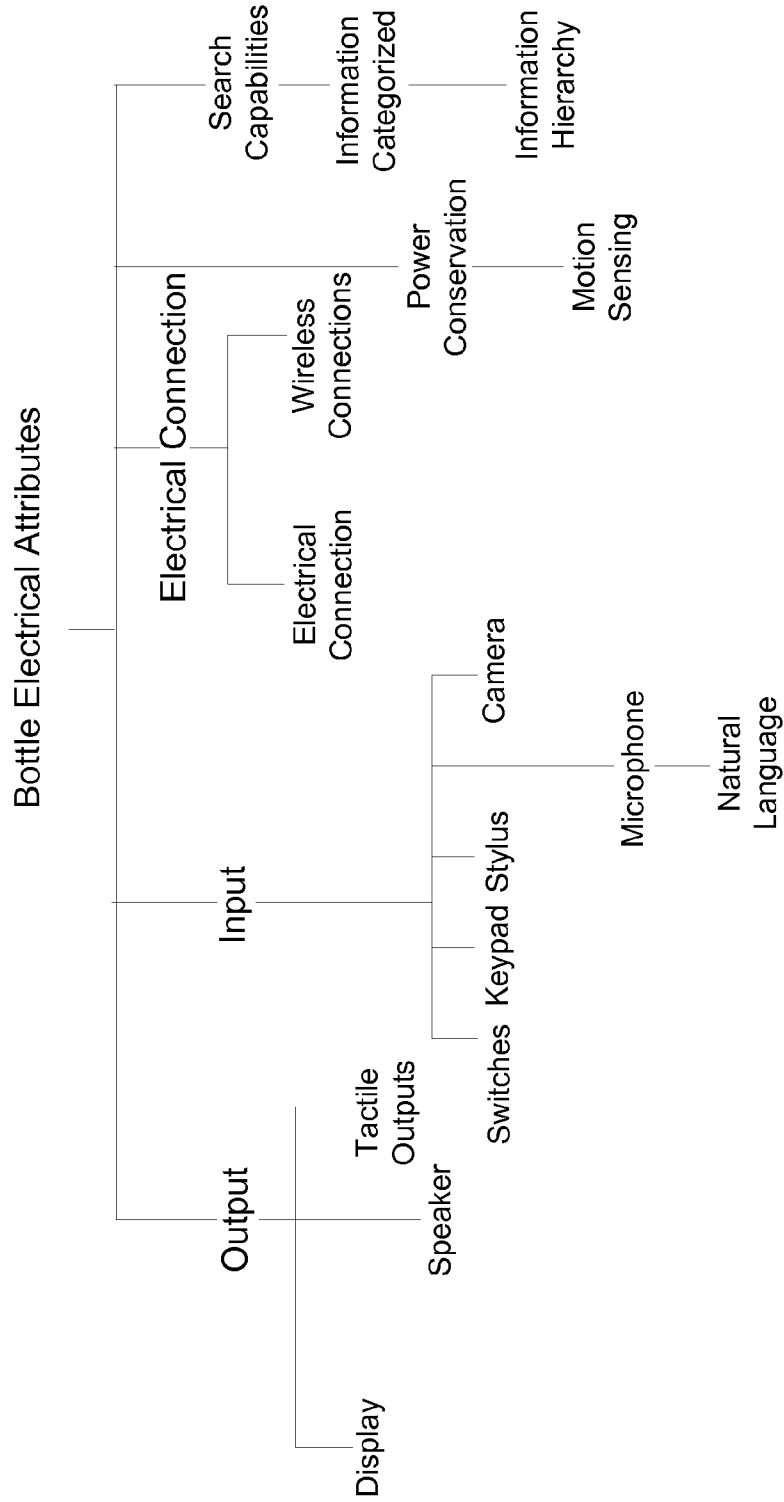 Bottle Electrical Attributes
Output
Display
Speaker
Tactile
Outputs
Input
Switches
Keypad
Stylus
Microphone
Natural
Language
Camera
Electrical Connection
Electrical
Connection
Wireless
Connections
Power
Conservation
Motion
Sensing
Search
Capabilities
Information
Categorized
Information
Hierarchy